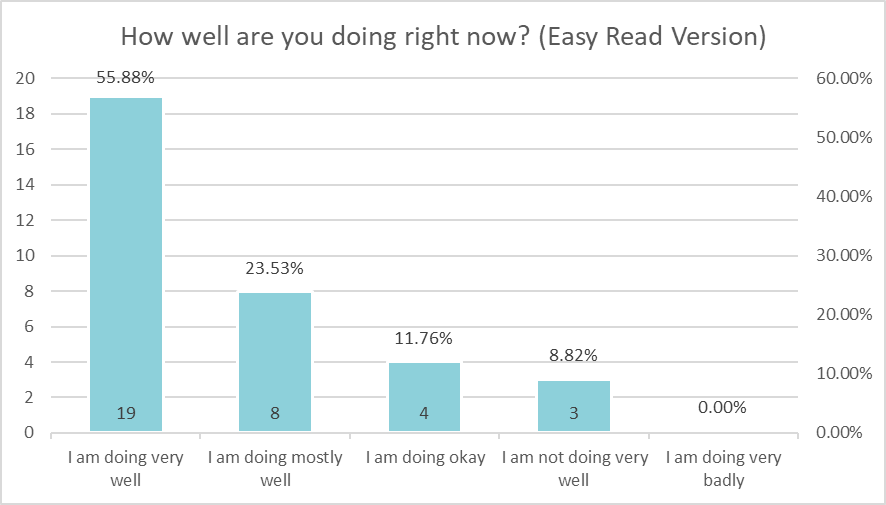 How well are you doing right now? (Easy Read Version)
20
18
16
14
12
10
8
6
4
2
0
60.00%
50.00%
40.00%
30.00%
20.00%
10.00%
0.00%
55.88%
23.53%
11.76%
8.82%
0.00%
19
8
4
3
I am doing very
well
I am doing mostly
well
I am doing okay
I am not doing very
well
I am doing very
badly